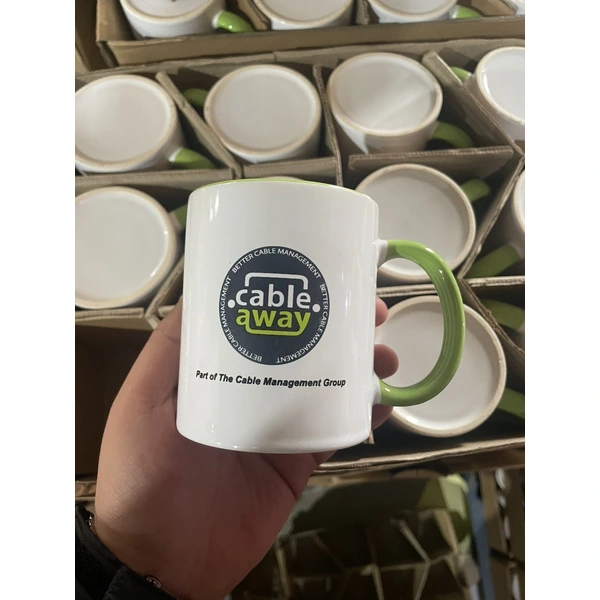 BETTER CABLE MANAGEMENT
BETTER CABLE MANAGEMENT
BETTER CABLE MANAGEMENT
cable
away
Part of The Cable Management Group